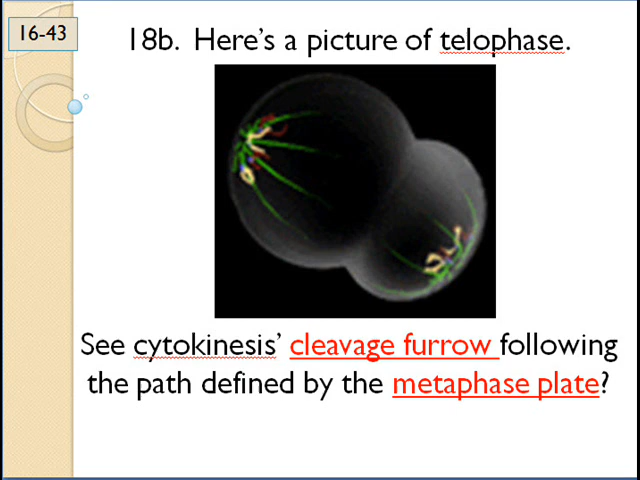 16-43
18b. Here's a picture of telophase.
See cytokinesis' cleavage furrow following
the path defined by the metaphase plate?